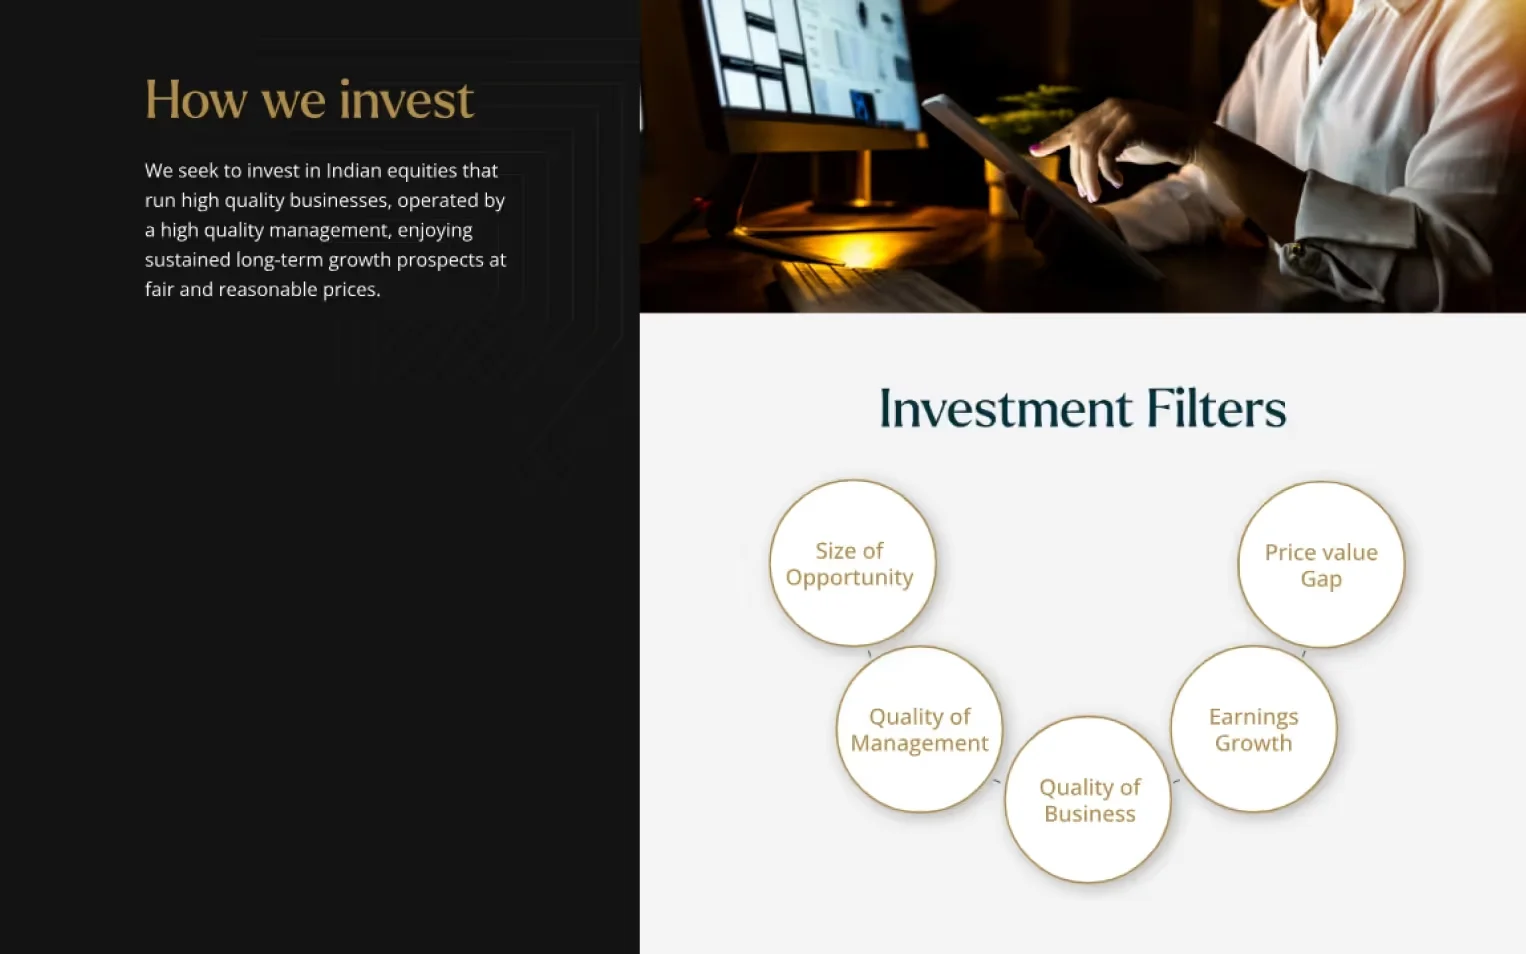 How we invest
We seek to invest in Indian equities that
run high quality businesses, operated by
a high quality management, enjoying
sustained long-term growth prospects at
fair and reasonable prices.
Investment Filters
Size of
Opportunity
Quality of
Management
Quality of
Business
Earnings
Growth
Price value
Gap